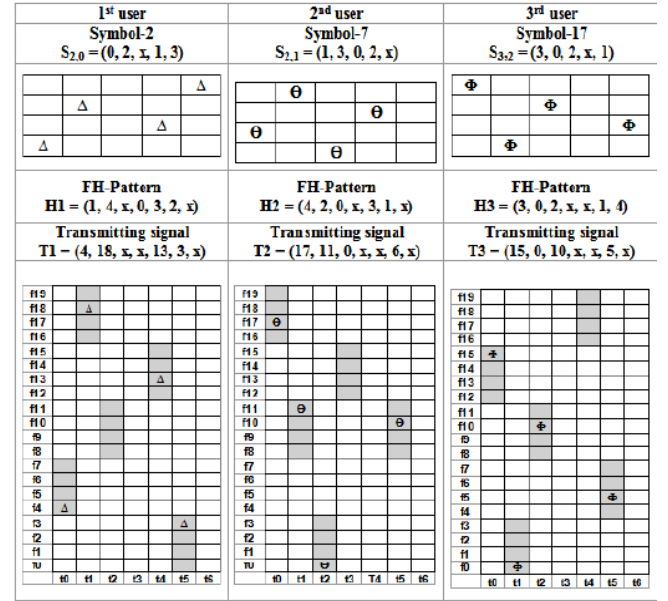 1st user 2nd user 3rd user
Symbol-2 Symbol-7 Symbol-17
S2,0 = (0, 2, x, 1, 3) S2,1 = (1, 3, 0, 2, x) S3,2 = (3, 0, 2, x, 1)
Δ
Δ
Δ
Δ
Θ
Θ
Θ
Θ
Φ
Φ
Φ
Φ
FH-Pattern FH-Pattern FH-Pattern
H1 = (1, 4, x, 0, 3, 2, x) H2 = (4, 2, 0, x, 3, 1, x) H3 = (3, 0, 2, x, x, 1, 4)
Transmitting signal Transmitting signal Transmitting signal
T1 = (4, 18, x, x, 13, 3, x) T2 = (17, 11, 0, x, x, 6, x) T3 = (15, 0, 10, x, x, 5, x)
f19
f18 Δ
f17
f16
f15
f14
f13 Δ
f12
f11
f10
f9
f8
f7
f6
f5
f4 Δ
f3 Δ
f2
f1
f0
t0 t1 t2 t3 t4 t5 t6
f19
f18
f17 Θ
f16
f15
f14
f13
f12
f11 Θ
f10 Θ
f9
f8
f7
f6
f5
f4
f3
f2
f1
f0 Θ
t0 t1 t2 t3 T4 t5 t6
f19
f18
f17
f16
f15 Φ
f14
f13
f12
f11
f10 Φ
f9
f8
f7
f6
f5 Φ
f4
f3
f2
f1
f0 Φ
t0 t1 t2 t3 t4 t5 t6